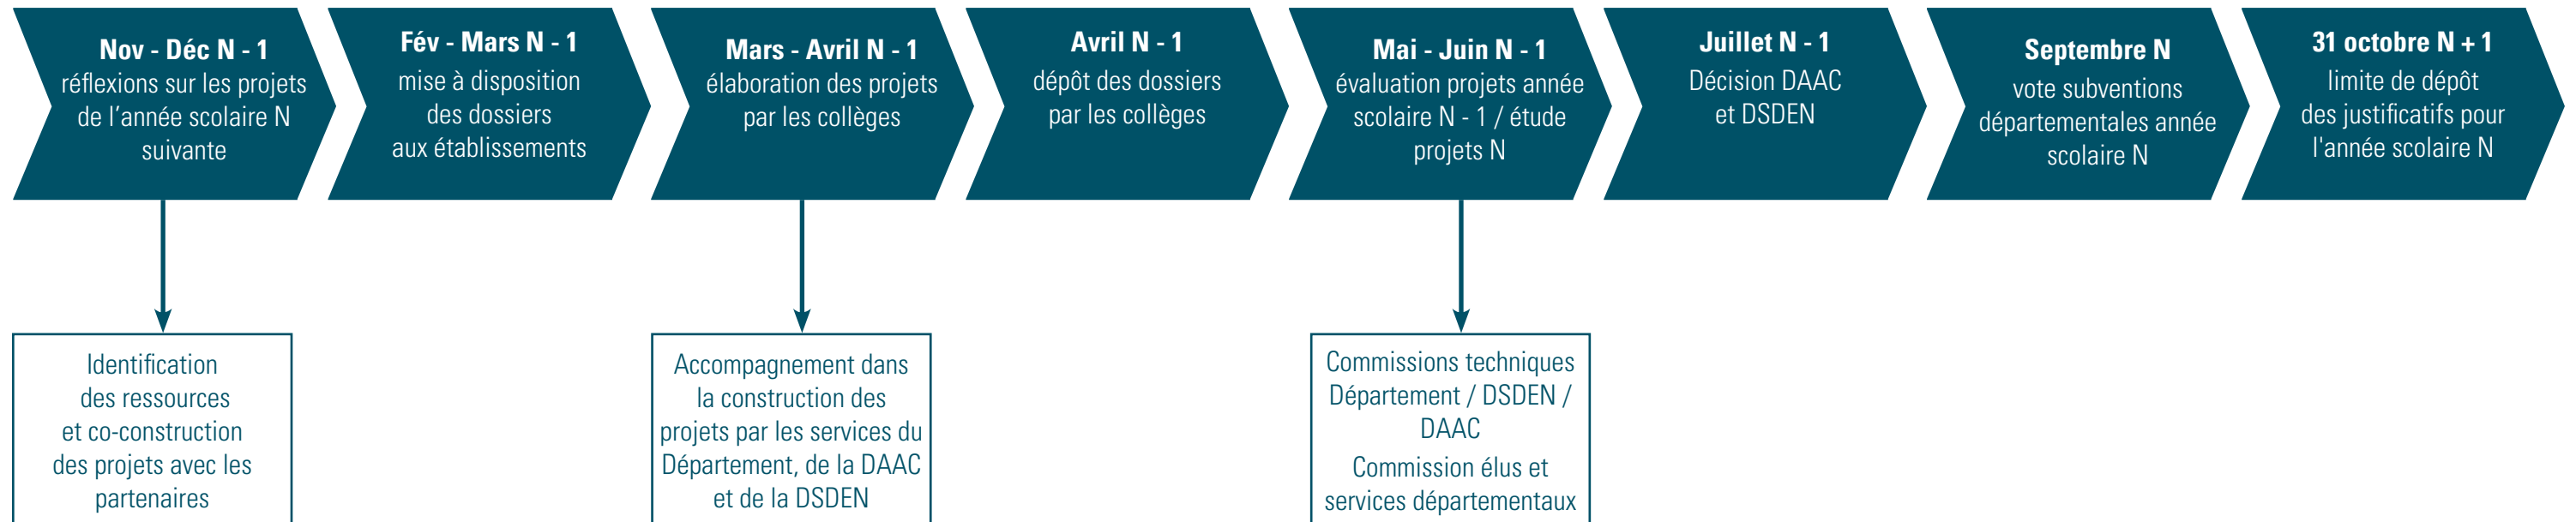 Nov - Déc N - 1
réflexions sur les projets
de l’année scolaire N
suivante
Fév - Mars N - 1
mise à disposition
des dossiers
aux établissements
Mars - Avril N - 1
élaboration des projets
par les collèges
Avril N - 1
dépôt des dossiers
par les collèges
Mai - Juin N - 1
évaluation projets année
scolaire N - 1 / étude
projets N
Juillet N - 1
Décision DAAC
et DSDEN
Septembre N
vote subventions
départementales année
scolaire N
31 octobre N + 1
limite de dépôt
des justificatifs pour
l'année scolaire N
Identification
des ressources
et co-construction
des projets avec les
partenaires
Accompagnement dans
la construction des
projets par les services du
Département, de la DAAC
et de la DSDEN
Commissions techniques
Département / DSDEN /
DAAC
Commission élus et
services départementaux